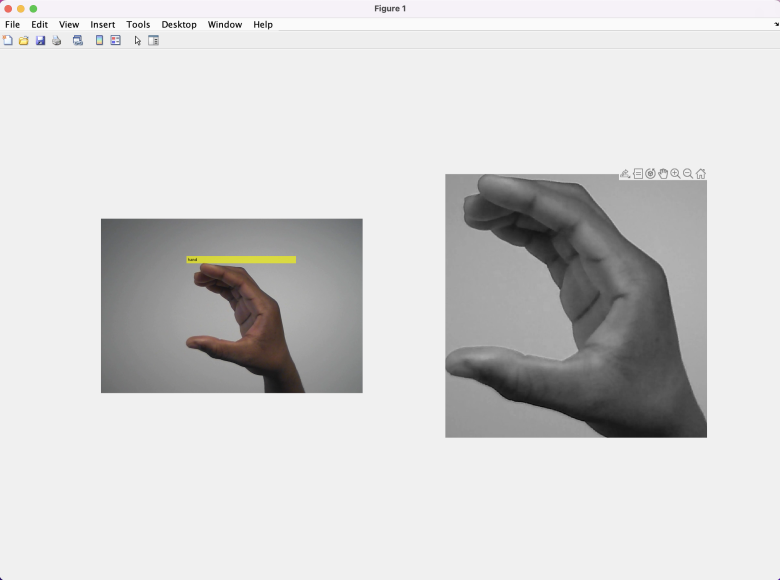 Figure 1
File Edit View Insert Tools Desktop Window Help
hand